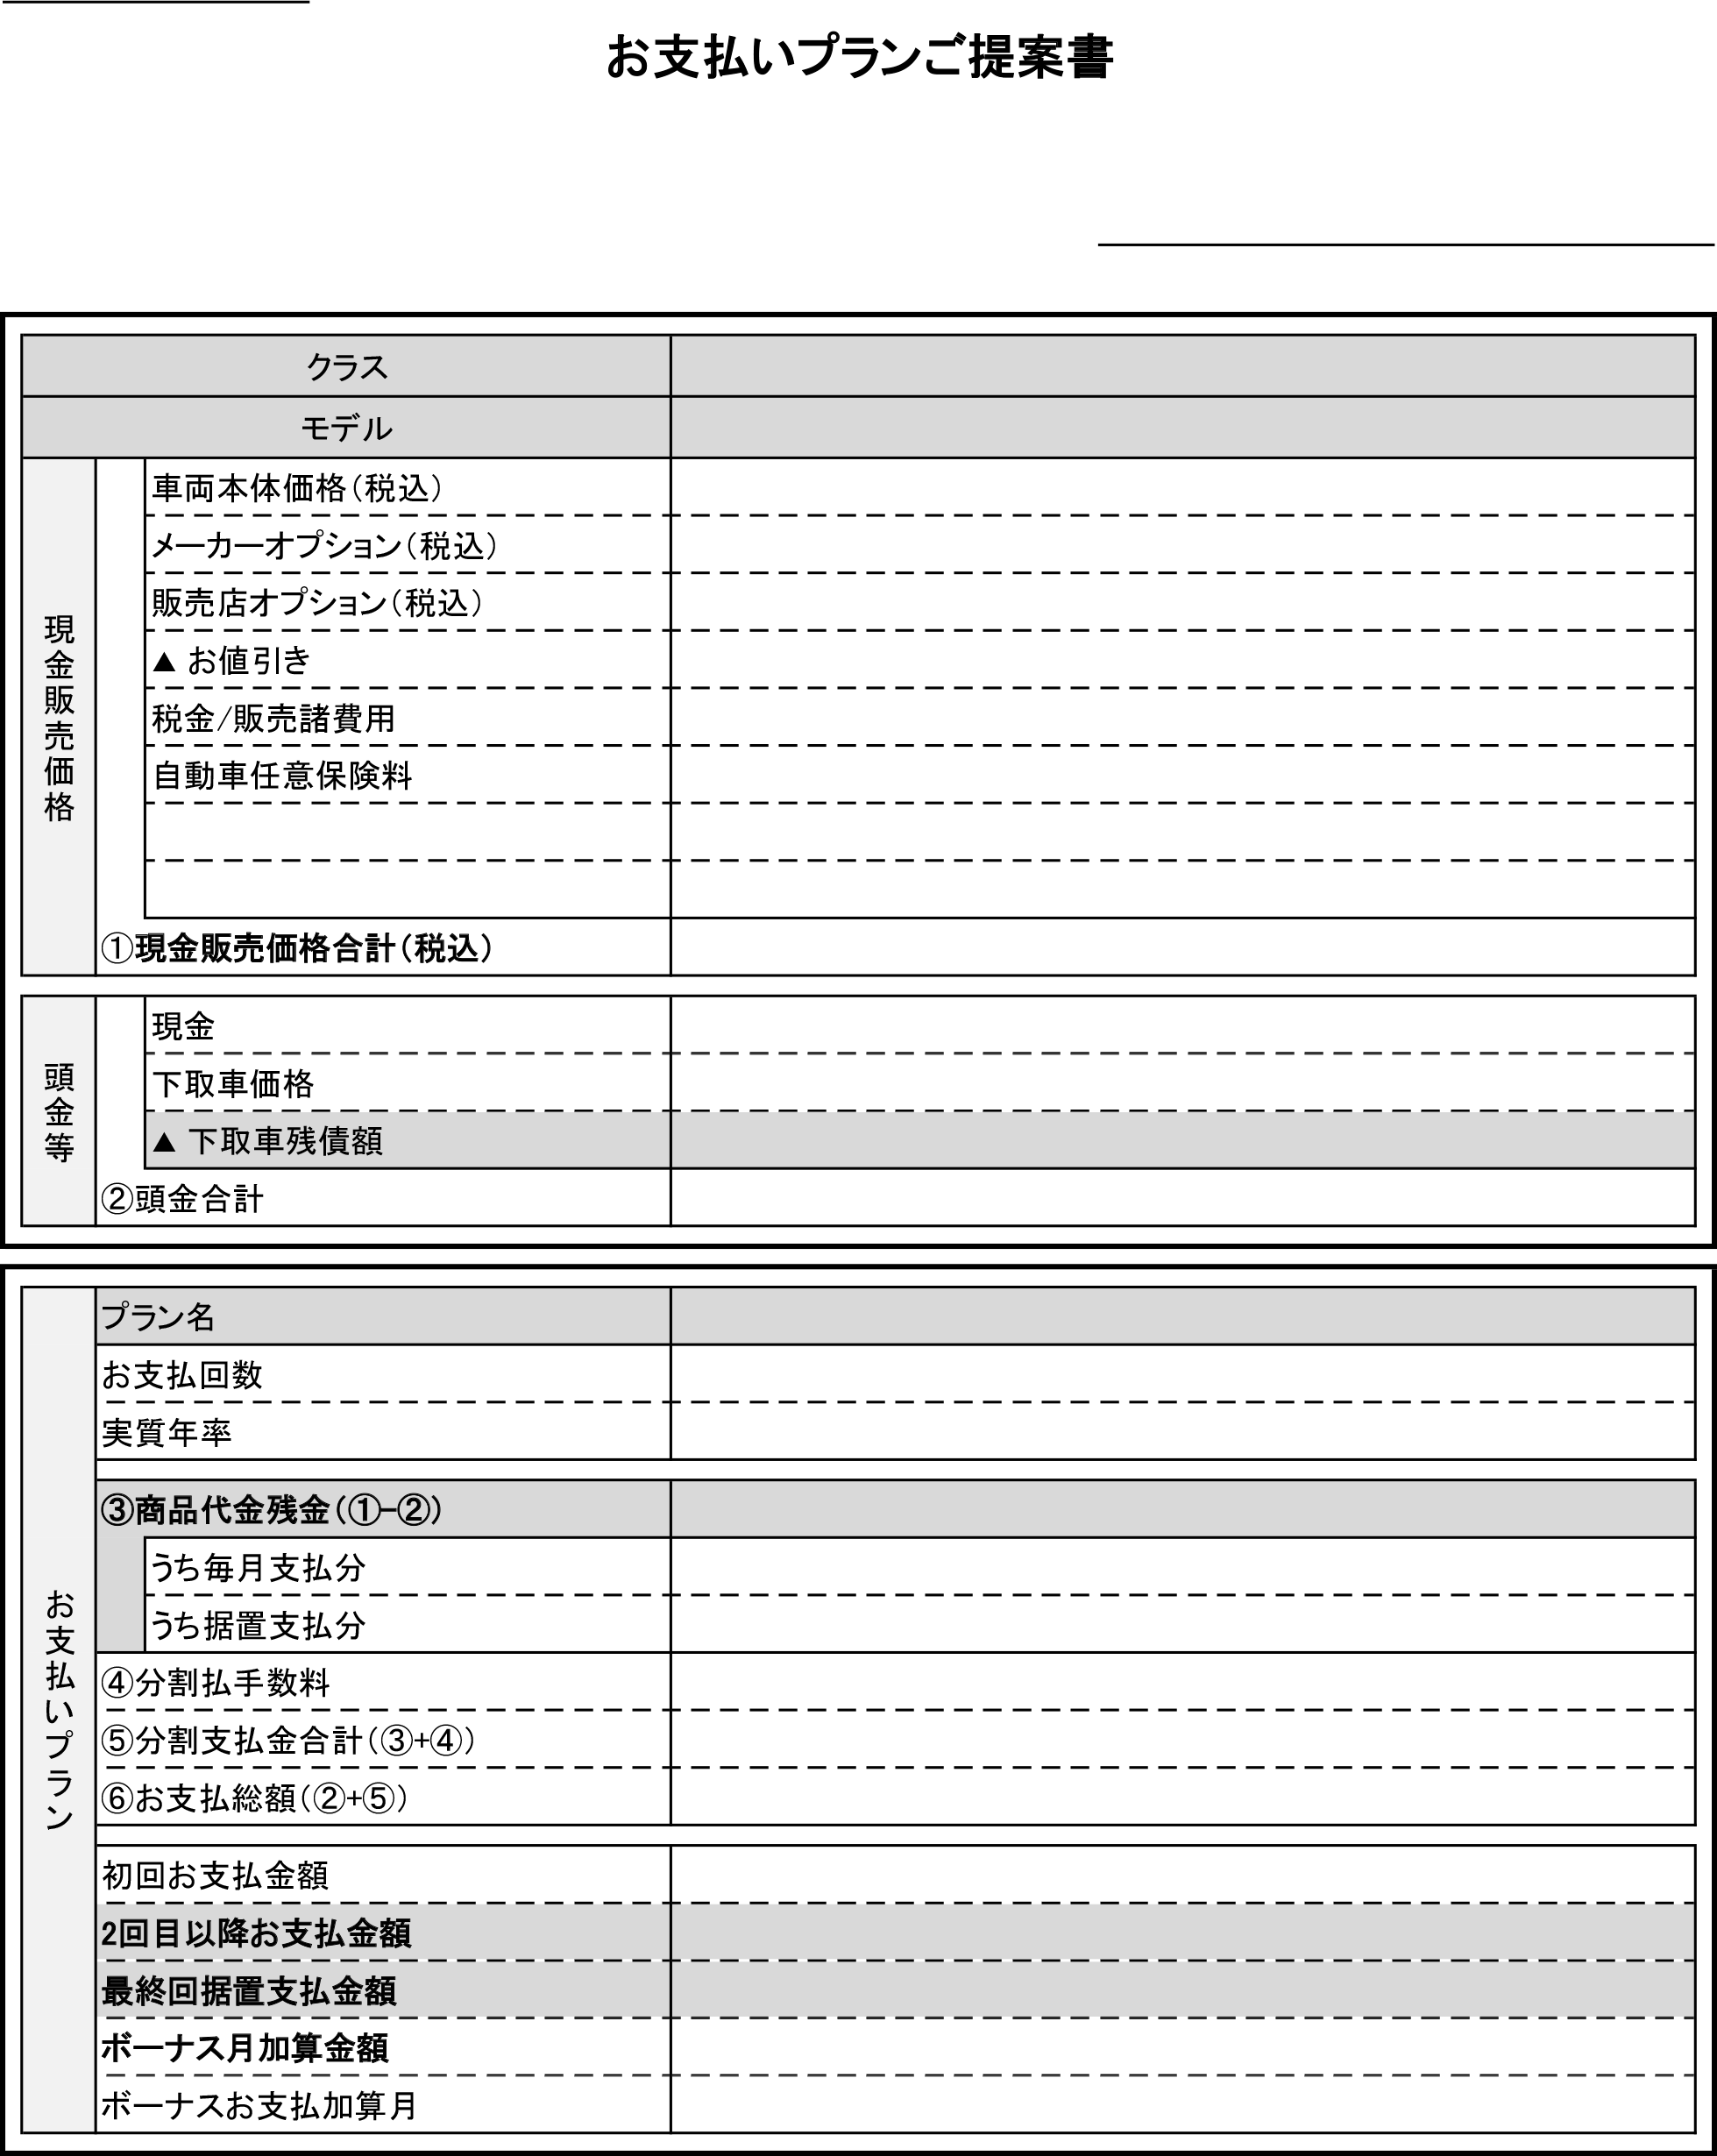 お支払いプランご提案書
クラス
モデル
現金販売価格
車両本体価格（税込）
メーカーオプション（税込）
販売店オプション（税込）
▲ お値引き
税金/販売諸費用
自動車任意保険料
①現金販売価格合計（税込）
頭金等
現金
下取車価格
▲ 下取車残債額
②頭金合計
お支払いプラン
プラン名
お支払回数
実質年率
③商品代金残金（①−②）
うち毎月支払分
うち据置支払分
④分割払手数料
⑤分割支払金合計（③+④）
⑥お支払総額（②+⑤）
初回お支払金額
2回目以降お支払金額
最終回据置支払金額
ボーナス月加算金額
ボーナスお支払加算月